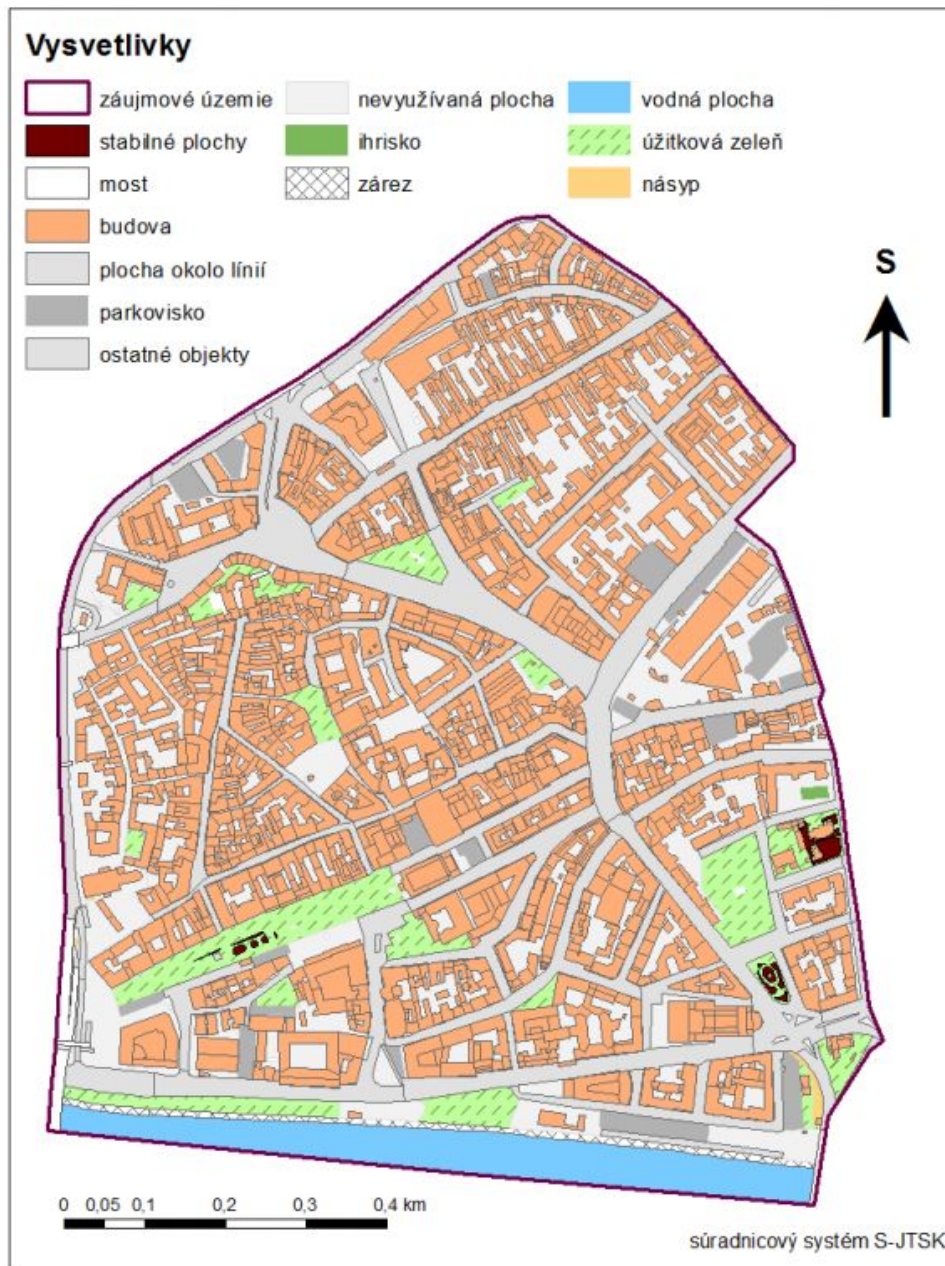 Vysvetlivky
záujmové územie
stabilné plochy
most
budova
plocha okolo línií
parkovisko
ostatné objekty
nevyužívaná plocha
ihrisko
zárez
vodná plocha
úžitková zeleň
násyp
S
0 0,05 0,1 0,2 0,3 0,4 km
súradnicový systém S-JTSK